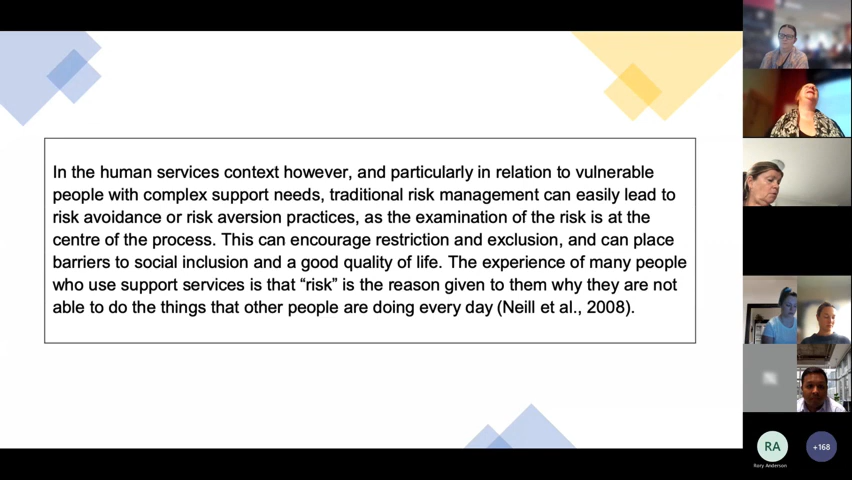 In the human services context however, and particularly in relation to vulnerable
people with complex support needs, traditional risk management can easily lead to
risk avoidance or risk aversion practices, as the examination of the risk is at the
centre of the process. This can encourage restriction and exclusion, and can place
barriers to social inclusion and a good quality of life. The experience of many people
who use support services is that “risk” is the reason given to them why they are not
able to do the things that other people are doing every day (Neill et al., 2008).
RA
+168
Rory Anderson